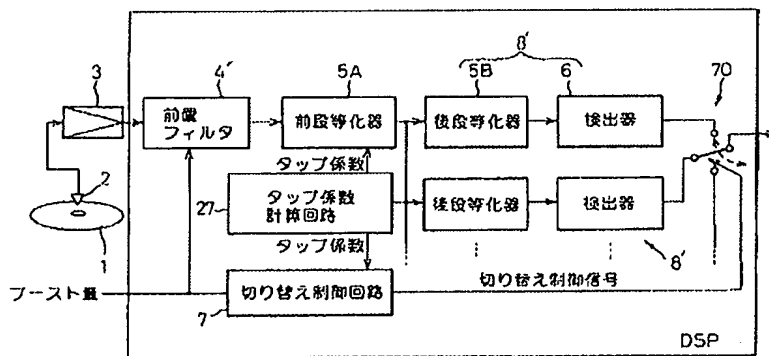 8'
3
4'
5A
5B
6
70
前置
フィルタ
前段等化器
後段等化器
検出器
タップ係数
2
27
タップ係数
計算回路
後段等化器
検出器
1
タップ係数
8'
ブースト量
切り替え制御回路
切り替え制御信号
7
DSP